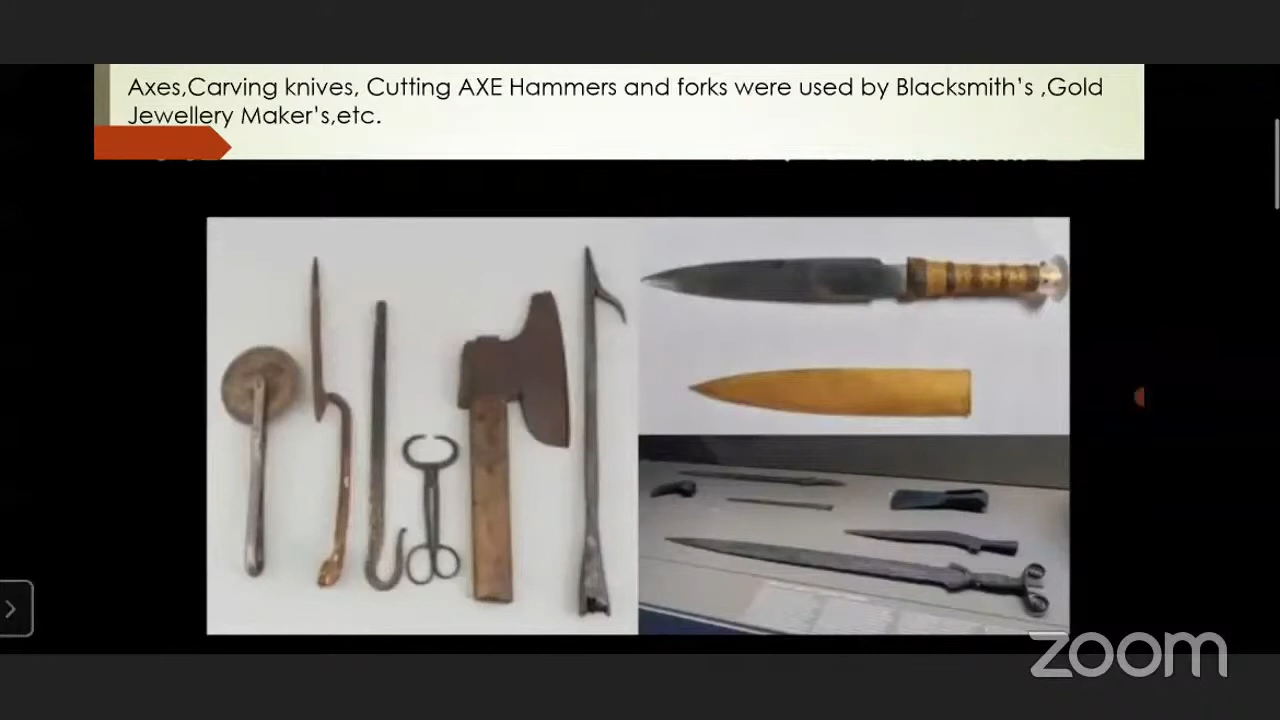 Axes,Carving knives, Cutting AXE Hammers and forks were used by Blacksmith's ,Gold
Jewellery Maker's,etc.
zoom